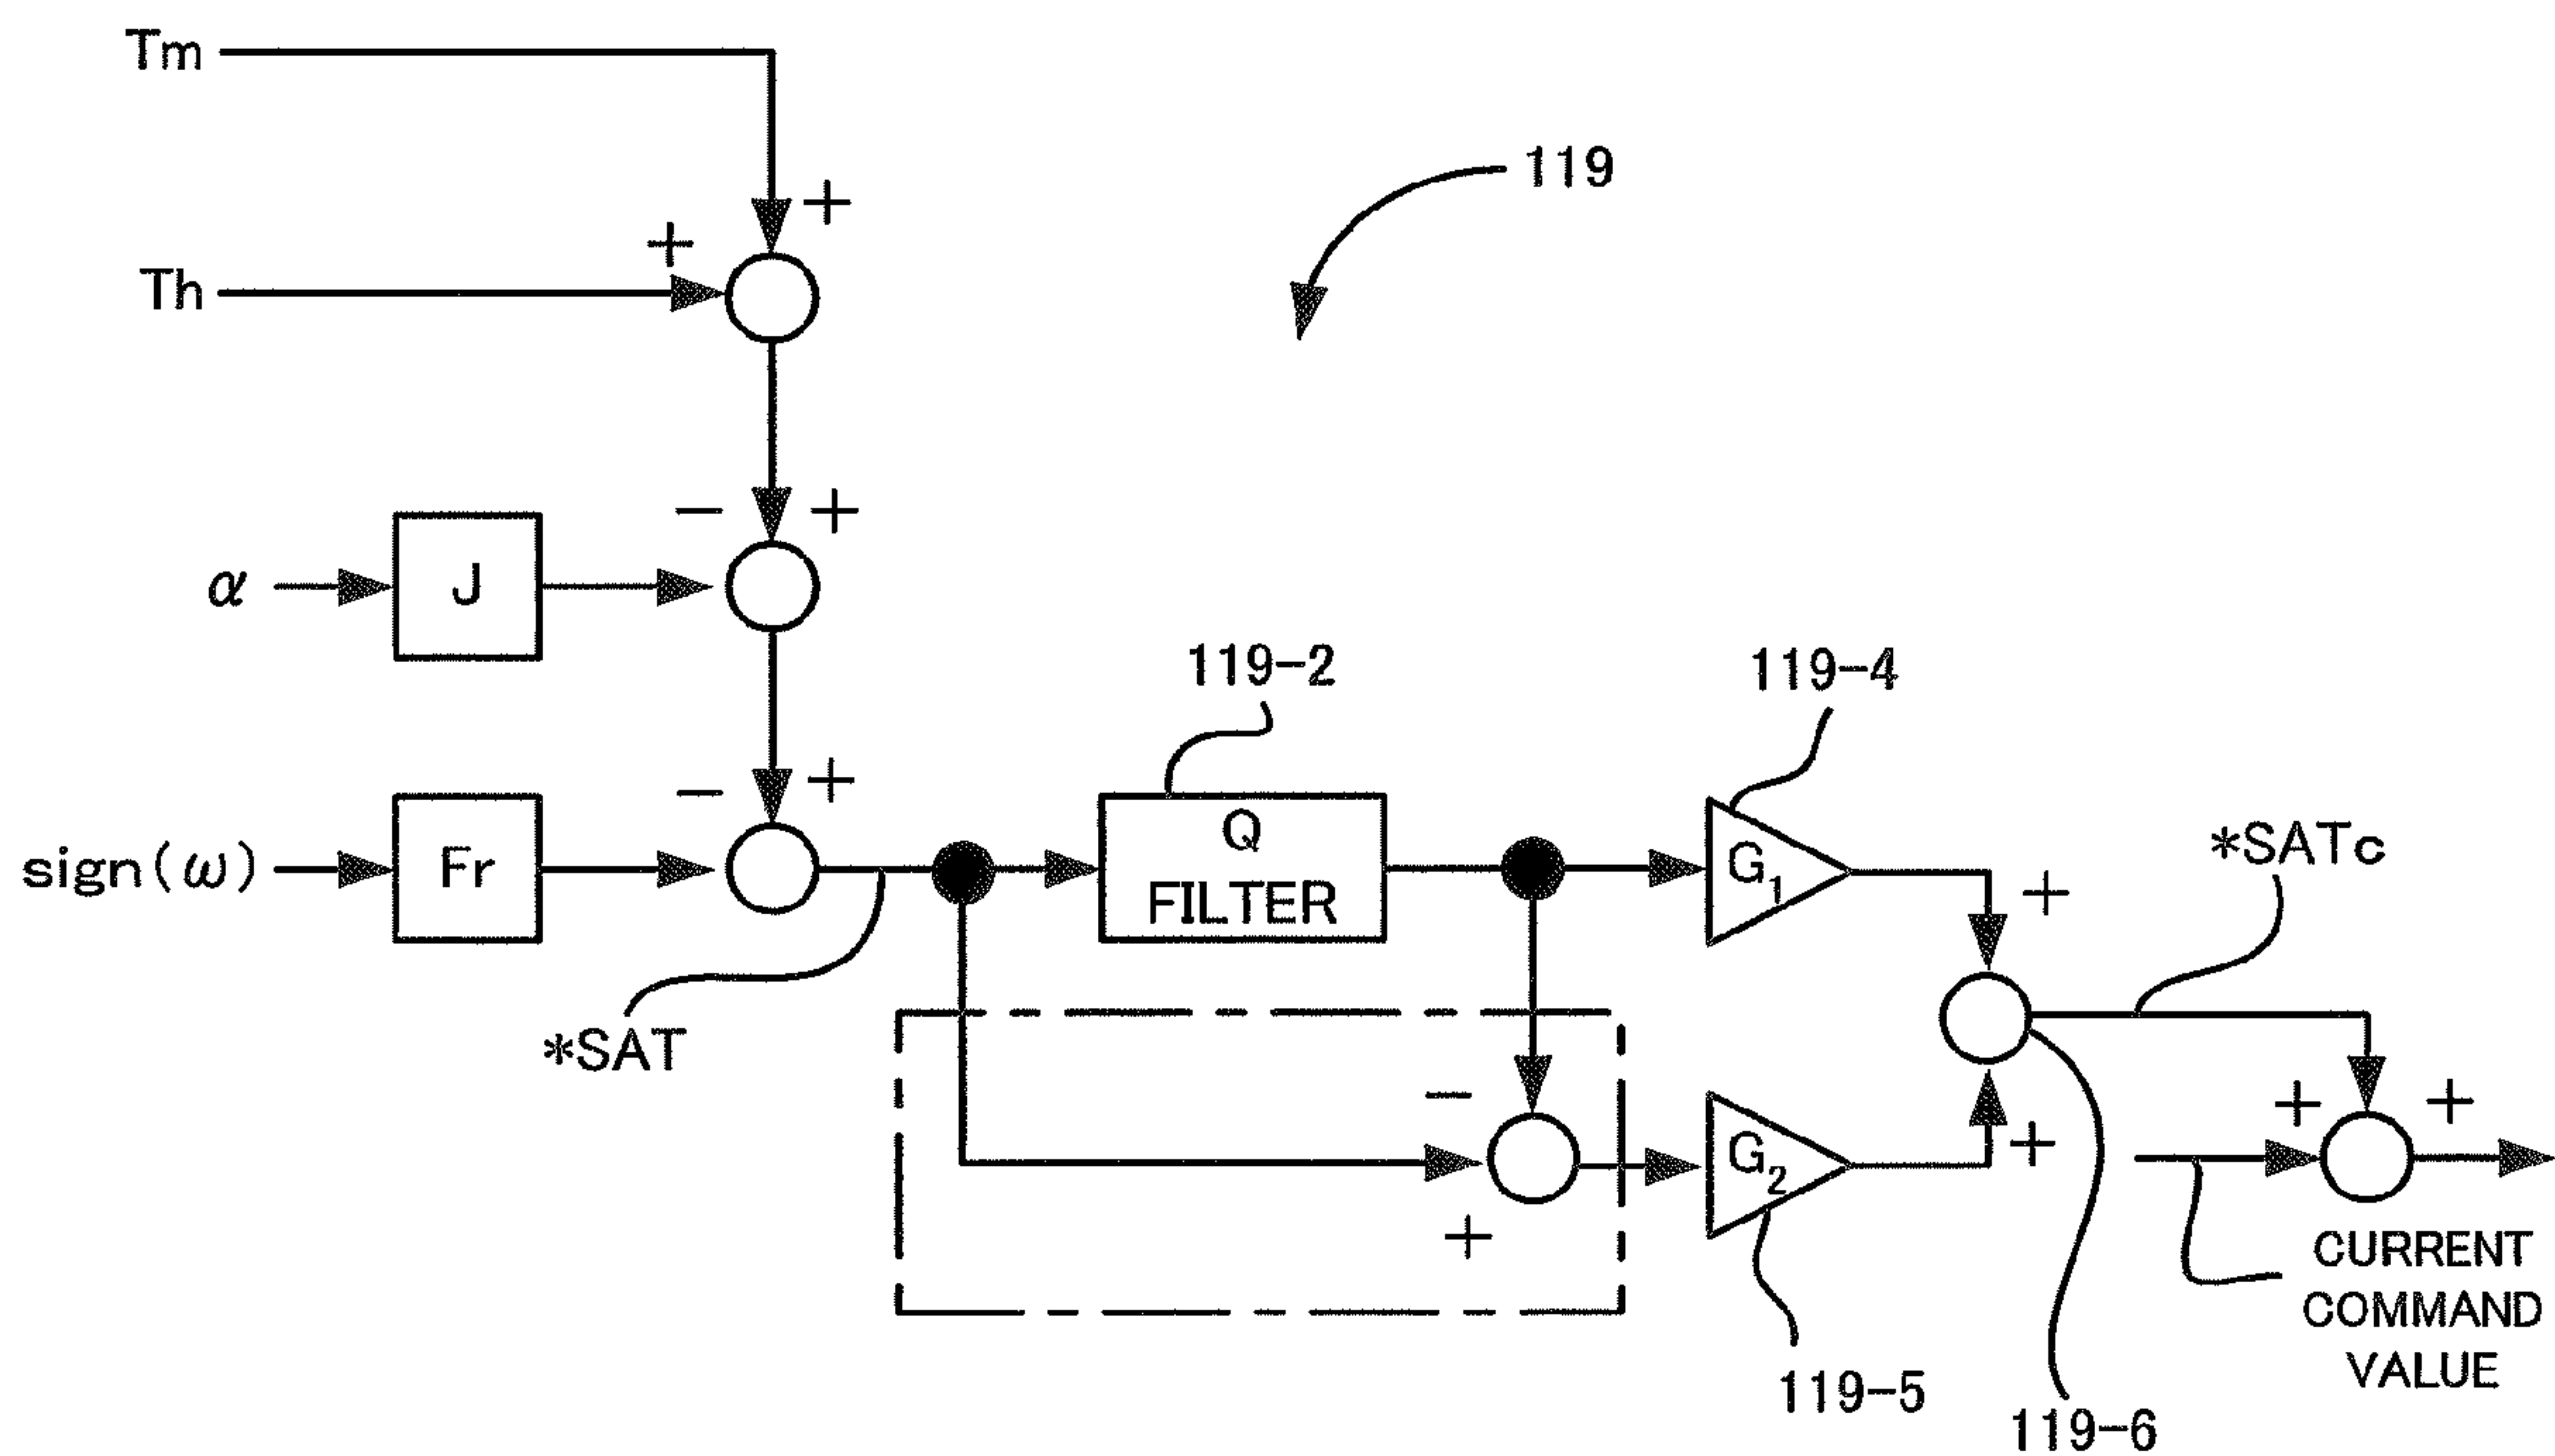 Tm
+
119
+
Th
− +
α J
119-2
119-4
− +
sign(ω) Fr
Q
FILTER
G1
*SATc
+
*SAT
−
+ +
G2
+
+
CURRENT
COMMAND
VALUE
119-5
119-6